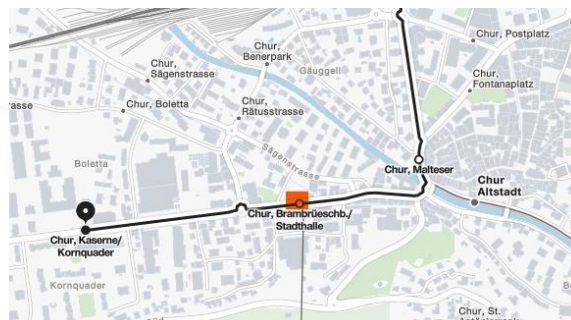 Chur, Postplatz
Chur,
Benerpark
Gäuggeli
Chur,
Sägenstrasse
Chur,
Fontanaplatz
rasse
Chur, Boletta
Chur,
Rätusstrasse
Sägenstrasse
Boletta
Chur, Malteser
Chur
Altstadt
Chur, Brambrüeschb./
Stadthalle
Chur, Kaserne/
Kornquader
Kornquader
Chur, St.